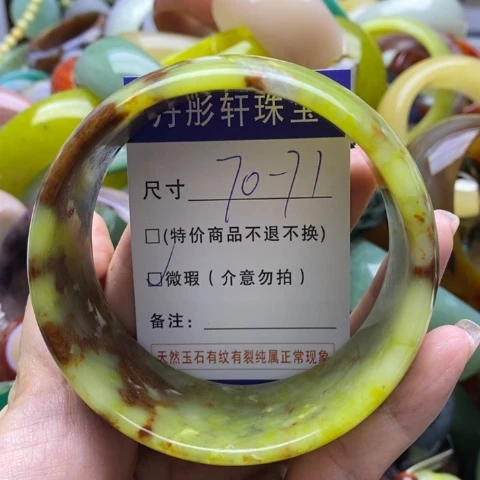 丹彤轩珠宝
尺寸 70-71
□(特价商品不退不换)
☑微瑕(介意勿拍)
备注:
天然玉石有纹有裂纯属正常现象